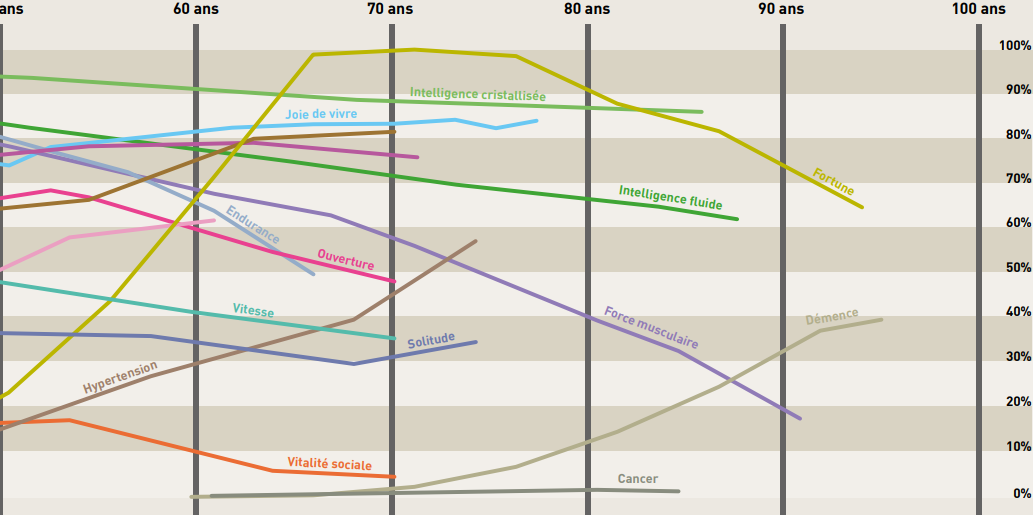 ans
60 ans
70 ans
80 ans
90 ans
100 ans
100%
90%
Intelligence cristallisée
Joie de vivre
80%
70%
Fortune
Intelligence fluide
60%
Endurance
Ouverture
50%
Vitesse
40%
Démence
Force musculaire
Solitude
30%
Hypertension
20%
10%
Vitalité sociale
Cancer
0%